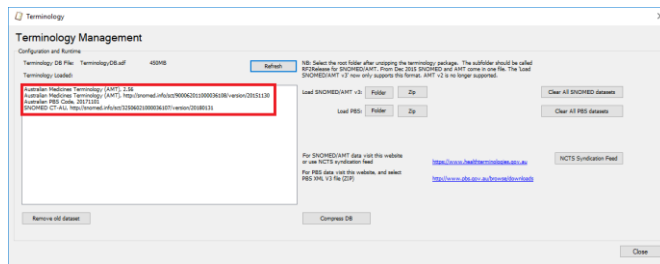 Terminology
Terminology Management
Configuration and Runtime
Terminology DB File: TerminologyDB.sdf 450MB
Refresh
Terminology Loaded:
Australian Medicines Terminology (AMT), 2.56
Australian Medicines Terminology (AMT), http://snomed.info/sct/900062011000036108/version/20151130
Australian PBS Code, 20171101
SNOMED CT-AU, http://snomed.info/sct/32506021000036107/version/20180131
Remove old dataset
NB: Select the root folder after unzipping the terminology package. The subfolder should be called
RF2Release for SNOMED/AMT. From Dec 2015 SNOMED and AMT come in one file. The 'Load
SNOMED/AMT v3' now only supports this format. AMT v2 is no longer supported.
Load SNOMED/AMT v3: Folder Zip
Clear All SNOMED datasets
Load PBS: Folder Zip
Clear All PBS datasets
For SNOMED/AMT data visit this website
or use NCTS syndication feed
https://www.healthterminologies.gov.au
NCTS Syndication Feed
For PBS data visit this website, and select
PBS XML V3 file (ZIP)
http://www.pbs.gov.au/browse/downloads
Compress DB
Close